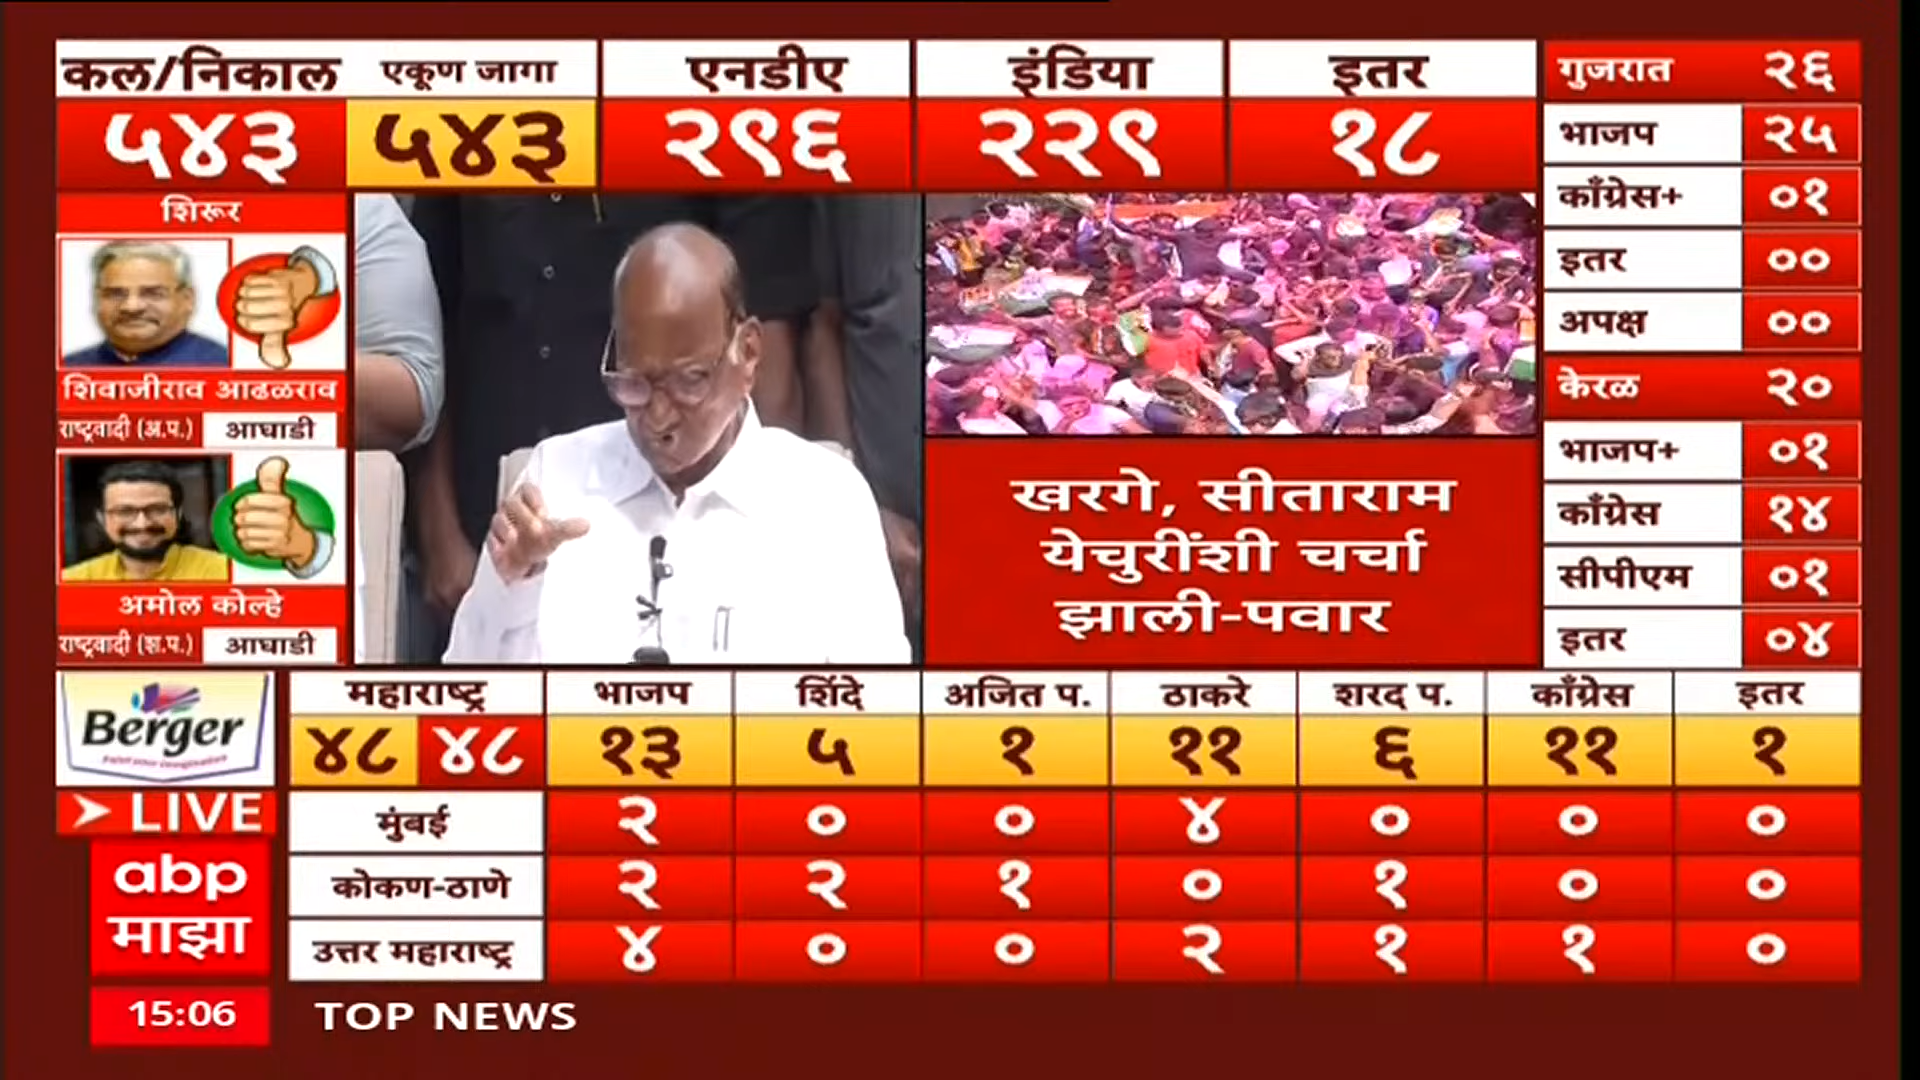 कल/निकाल एकूण जागा एनडीए इंडिया इतर
५४३ ५४३ २९६ २२९ १८
शिरूर
शिवाजीराव आढळराव
राष्ट्रवादी (अ.प.) आघाडी
अमोल कोल्हे
राष्ट्रवादी (श.प.) आघाडी
खरगे, सीताराम
येचुरींशी चर्चा
झाली-पवार
गुजरात २६
भाजप २५
काँग्रेस+ ०१
इतर ००
अपक्ष ००
केरळ २०
भाजप+ ०१
काँग्रेस १४
सीपीएम ०१
इतर ०४
Berger
महाराष्ट्र भाजप शिंदे अजित प. ठाकरे शरद प. काँग्रेस इतर
४८ ४८ १३ ५ १ ११ ६ ११ १
मुंबई २ ० ० ४ ० ० ०
कोकण-ठाणे २ २ १ ० १ ० ०
उत्तर महाराष्ट्र ४ ० ० २ १ १ ०
LIVE
abp
माझा
15:06 TOP NEWS